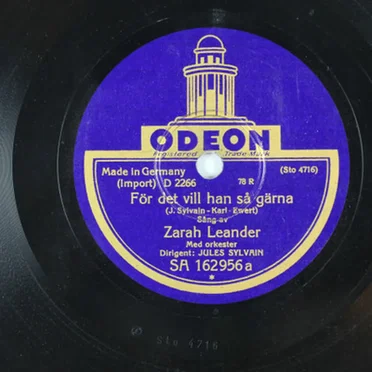 ODEON
Registered Trade-Mark
Made in Germany (Sto 4716)
(Import) D 2266 78 R
För det vill han så gärna
(J. Sylvain - Karl Ewert)
Sång av
Zarah Leander
Med orkester
Dirigent: JULES SYLVAIN
SA 162956a
*
Sto 4716